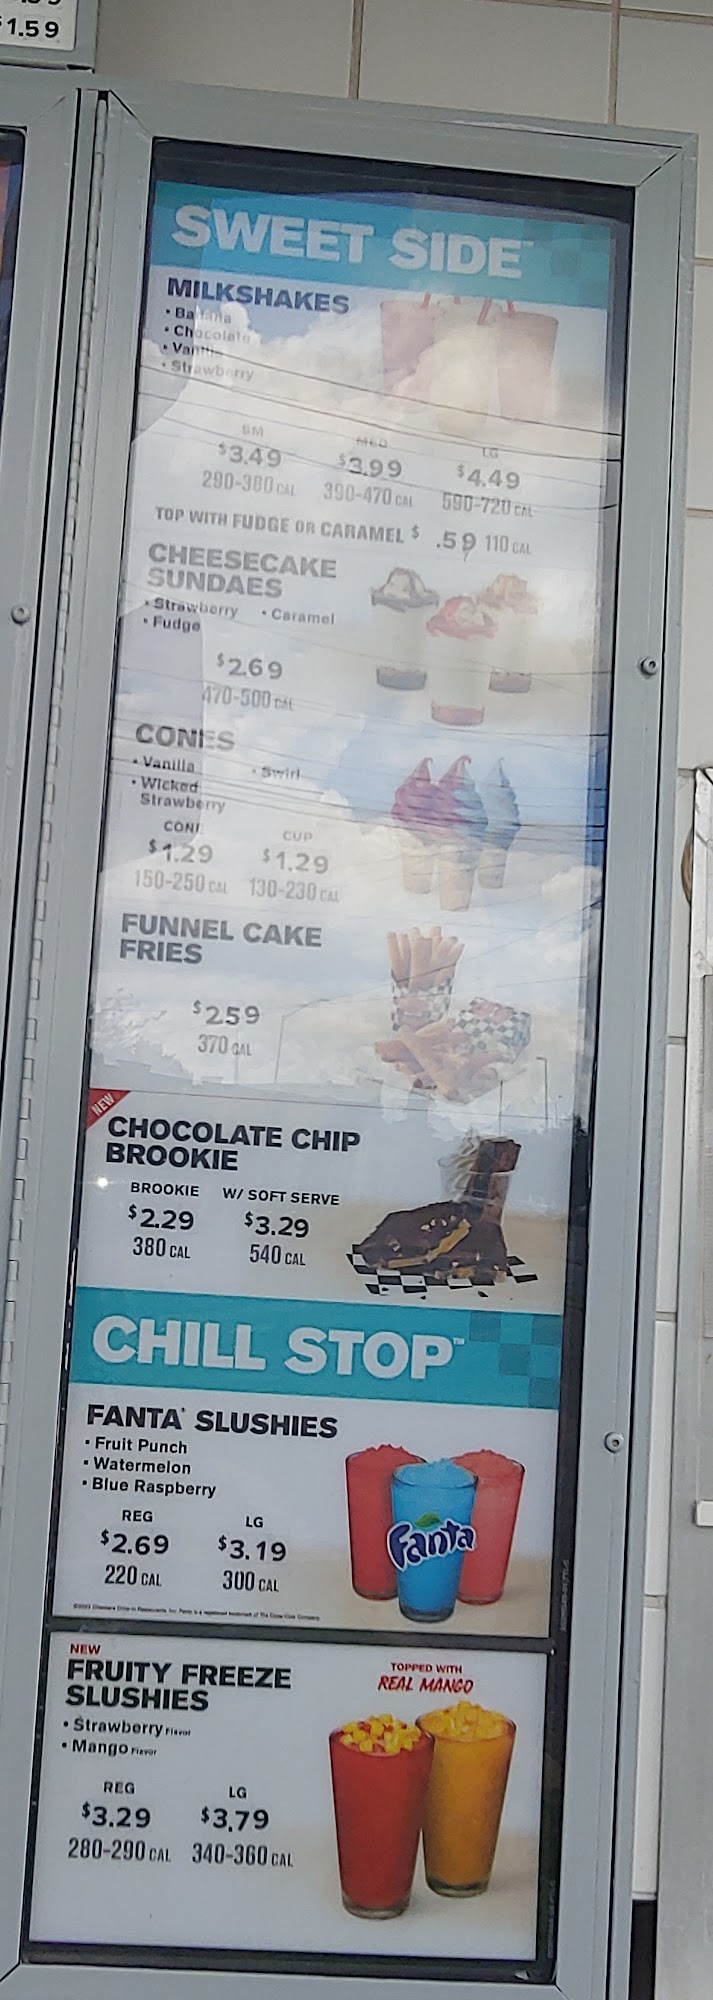 $1.59
SWEET SIDE™
MILKSHAKES
• Banana
• Chocolate
• Vanilla
• Strawberry
SM MED LG
$3.49 $3.99 $4.49
290-380 CAL 390-470 CAL 590-720 CAL
TOP WITH FUDGE OR CARAMEL $ .59 110 CAL
CHEESECAKE
SUNDAES
• Strawberry • Caramel
• Fudge
$2.69
470-500 CAL
CONES
• Vanilla • Swirl
• Wicked
Strawberry
CONE CUP
$1.29 $1.29
150-250 CAL 130-230 CAL
FUNNEL CAKE
FRIES
$2.59
370 CAL
NEW
CHOCOLATE CHIP
BROOKIE
BROOKIE W/ SOFT SERVE
$2.29 $3.29
380 CAL 540 CAL
CHILL STOP™
FANTA® SLUSHIES
• Fruit Punch
• Watermelon
• Blue Raspberry
REG LG
$2.69 $3.19
220 CAL 300 CAL
Fanta
NEW
FRUITY FREEZE
SLUSHIES
• Strawberry Flavor
• Mango Flavor
TOPPED WITH
REAL MANGO
REG LG
$3.29 $3.79
280-290 CAL 340-360 CAL